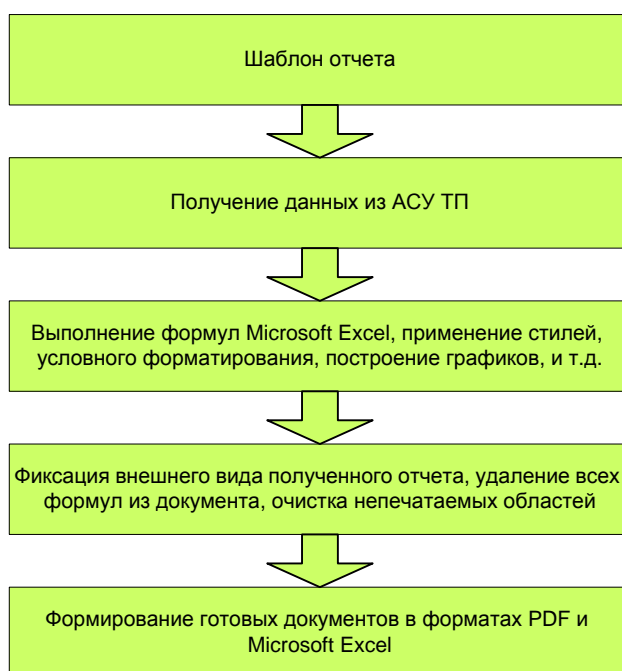 Шаблон отчета
Получение данных из АСУ ТП
Выполнение формул Microsoft Excel, применение стилей,
условного форматирования, построение графиков, и т.д.
Фиксация внешнего вида полученного отчета, удаление всех
формул из документа, очистка непечатаемых областей
Формирование готовых документов в форматах PDF и
Microsoft Excel